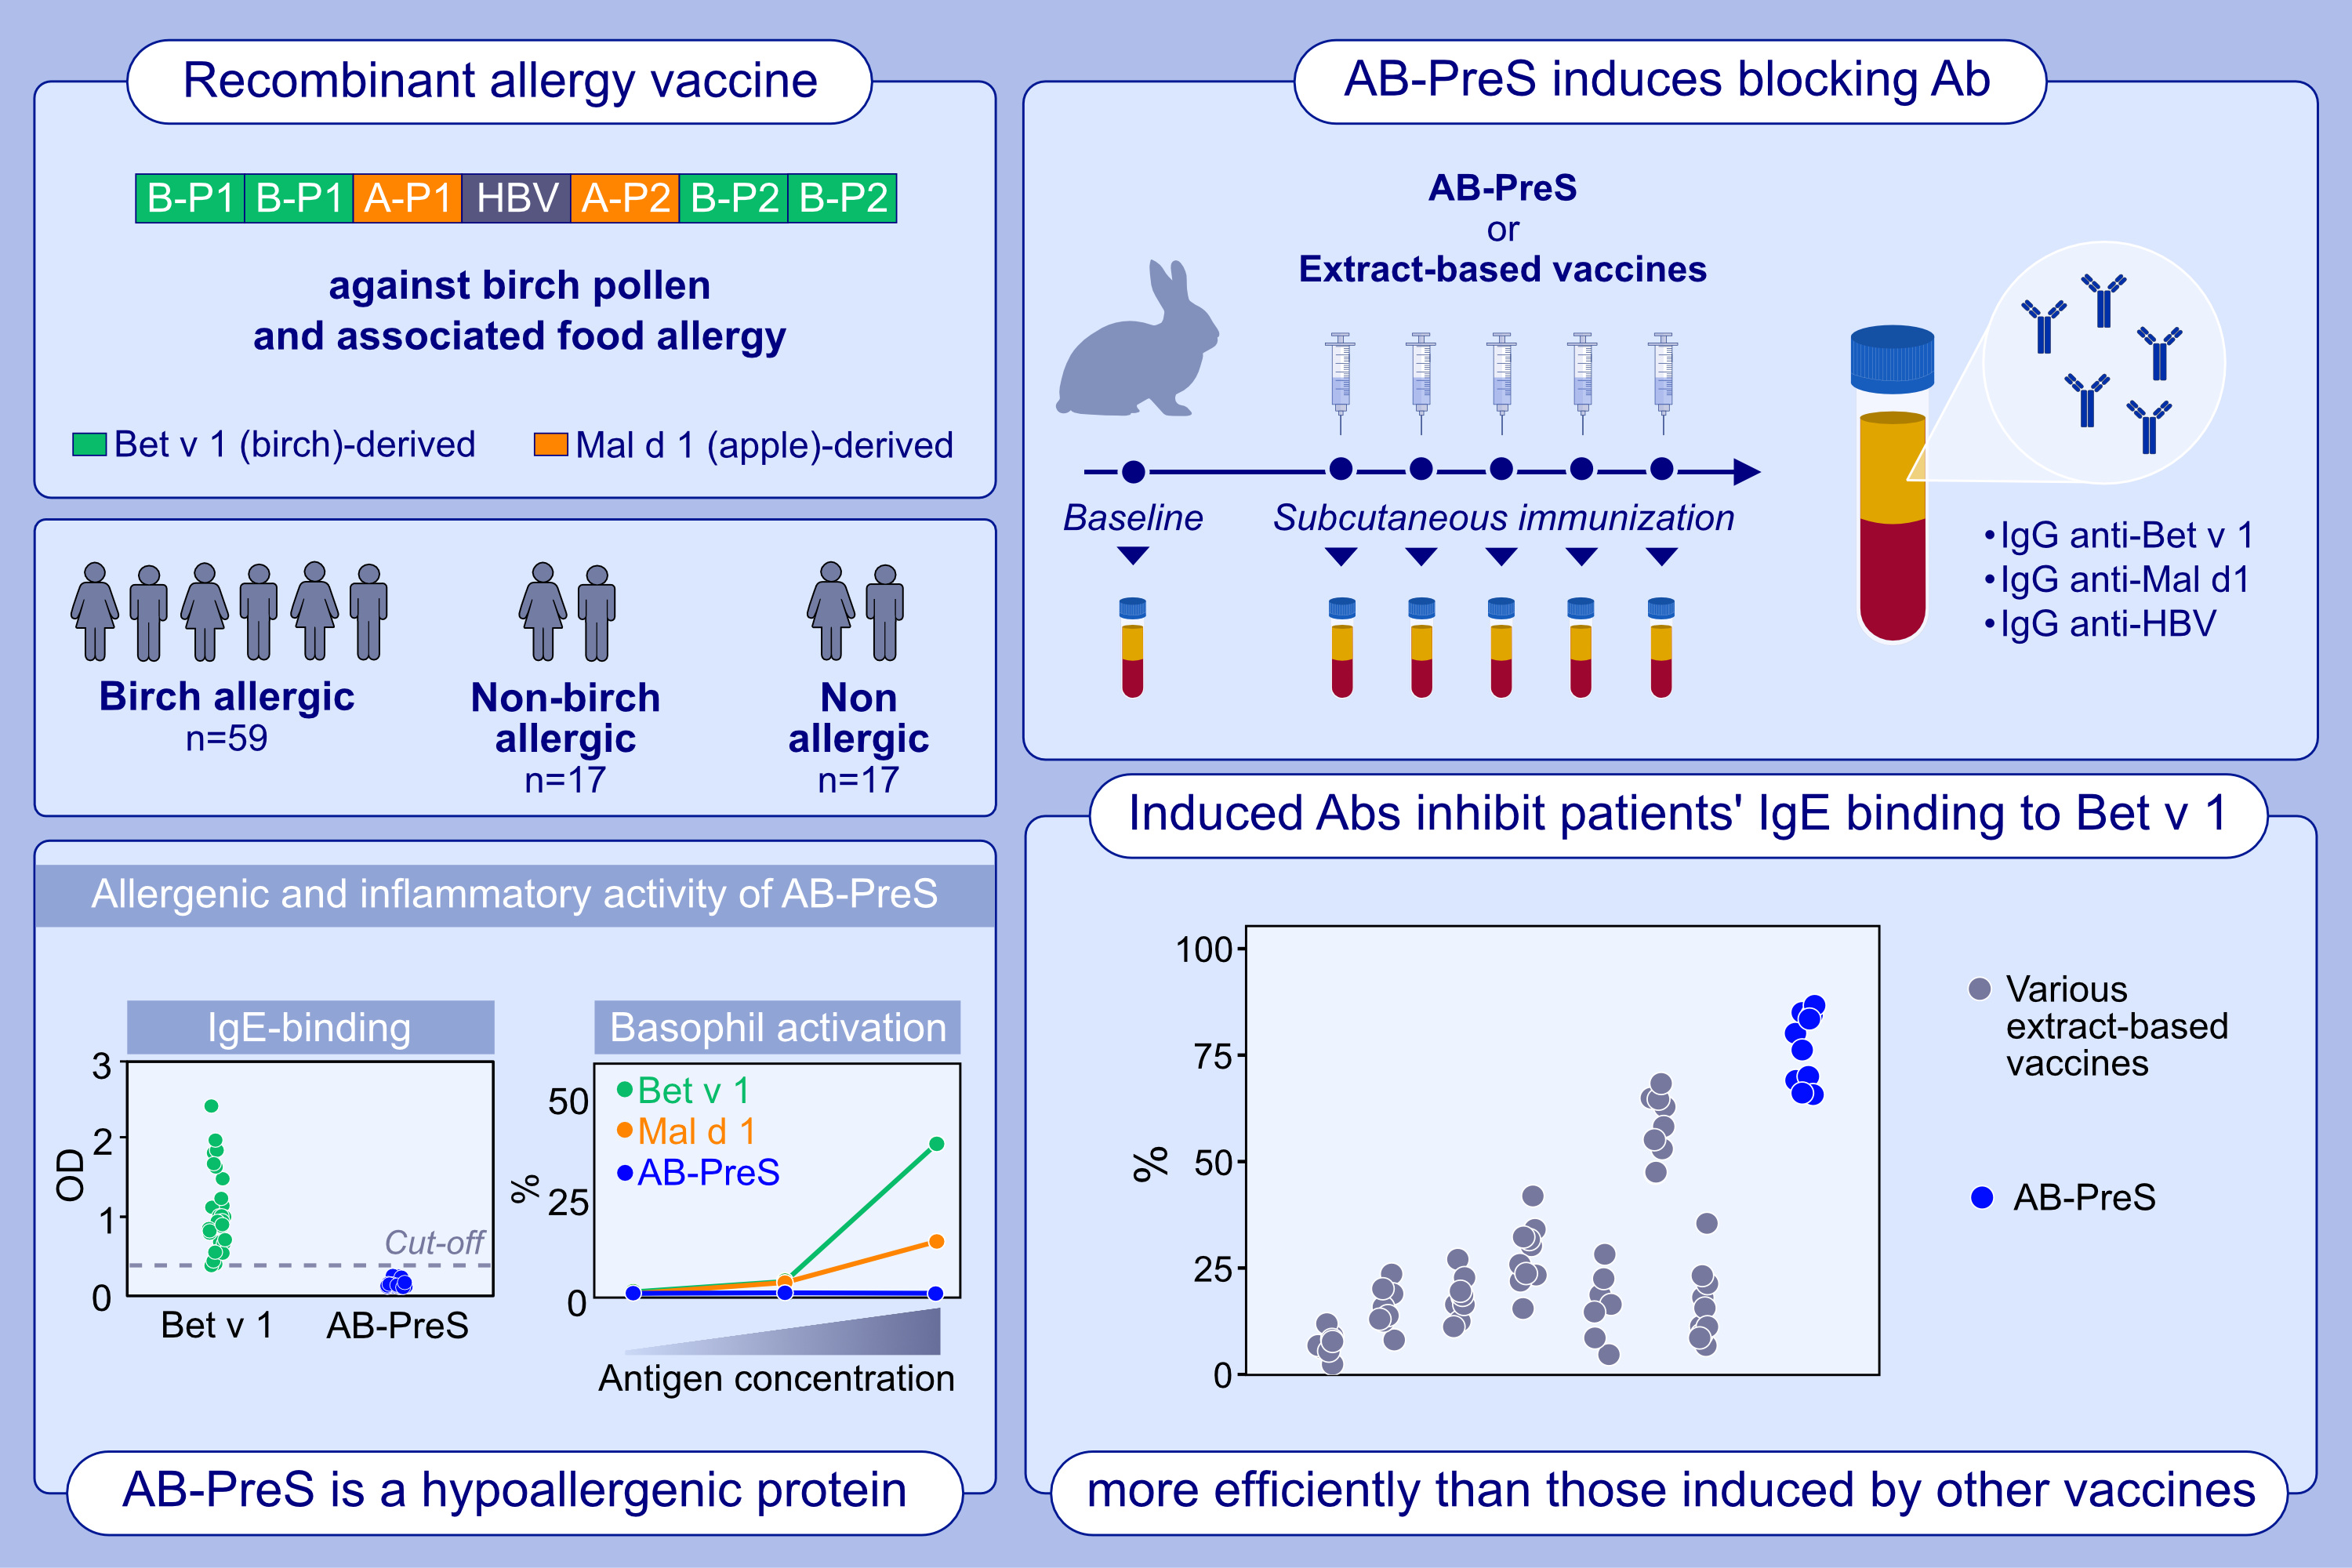 Recombinant allergy vaccine
B-P1 B-P1 A-P1 HBV A-P2 B-P2 B-P2
against birch pollen
and associated food allergy
Bet v 1 (birch)-derived
Mal d 1 (apple)-derived
Birch allergic
n=59
Non-birch
allergic
n=17
Non
allergic
n=17
Allergenic and inflammatory activity of AB-PreS
IgE-binding
3
2
1
0
OD
Cut-off
Bet v 1
AB-PreS
Basophil activation
50
25
0
%
Bet v 1
Mal d 1
AB-PreS
Antigen concentration
AB-PreS is a hypoallergenic protein
AB-PreS induces blocking Ab
AB-PreS
or
Extract-based vaccines
Baseline
Subcutaneous immunization
•IgG anti-Bet v 1
•IgG anti-Mal d1
•IgG anti-HBV
Induced Abs inhibit patients' IgE binding to Bet v 1
100
75
50
25
0
%
Various
extract-based
vaccines
AB-PreS
more efficiently than those induced by other vaccines